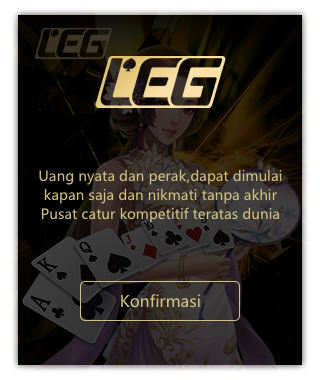 LEG
LEG
Uang nyata dan perak,dapat dimulai
kapan saja dan nikmati tanpa akhir
Pusat catur kompetitif teratas dunia
A
K
Q
J
10
Konfirmasi